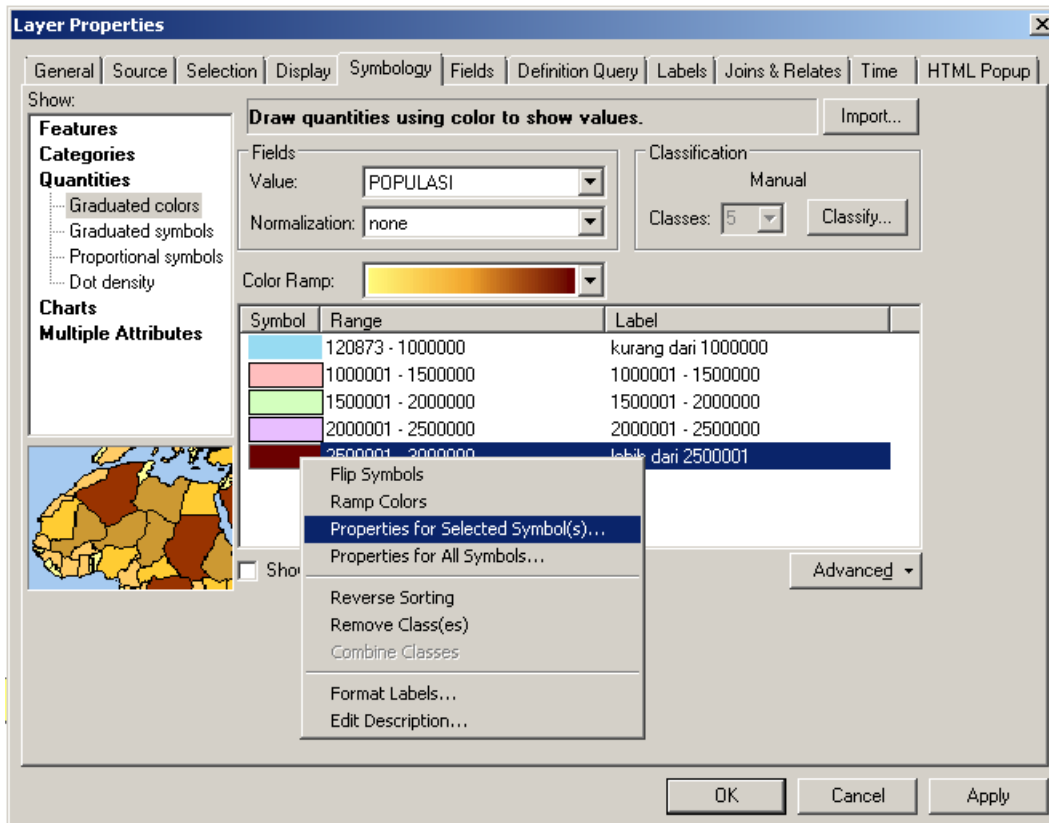 Layer Properties
General Source Selection Display Symbology Fields Definition Query Labels Joins & Relates Time HTML Popup
Show:
Features
Categories
Quantities
Graduated colors
Graduated symbols
Proportional symbols
Dot density
Charts
Multiple Attributes
Draw quantities using color to show values.
Import...
Fields
Value: POPULASI
Normalization: none
Classification
Manual
Classes: 5 Classify...
Color Ramp:
Symbol Range Label
120873 - 1000000 kurang dari 1000000
1000001 - 1500000 1000001 - 1500000
1500001 - 2000000 1500001 - 2000000
2000001 - 2500000 2000001 - 2500000
2500001 - 3000000 lebih dari 2500001
Flip Symbols
Ramp Colors
Properties for Selected Symbol(s)...
Properties for All Symbols...
Reverse Sorting
Remove Class(es)
Combine Classes
Format Labels...
Edit Description...
Advanced
OK Cancel Apply